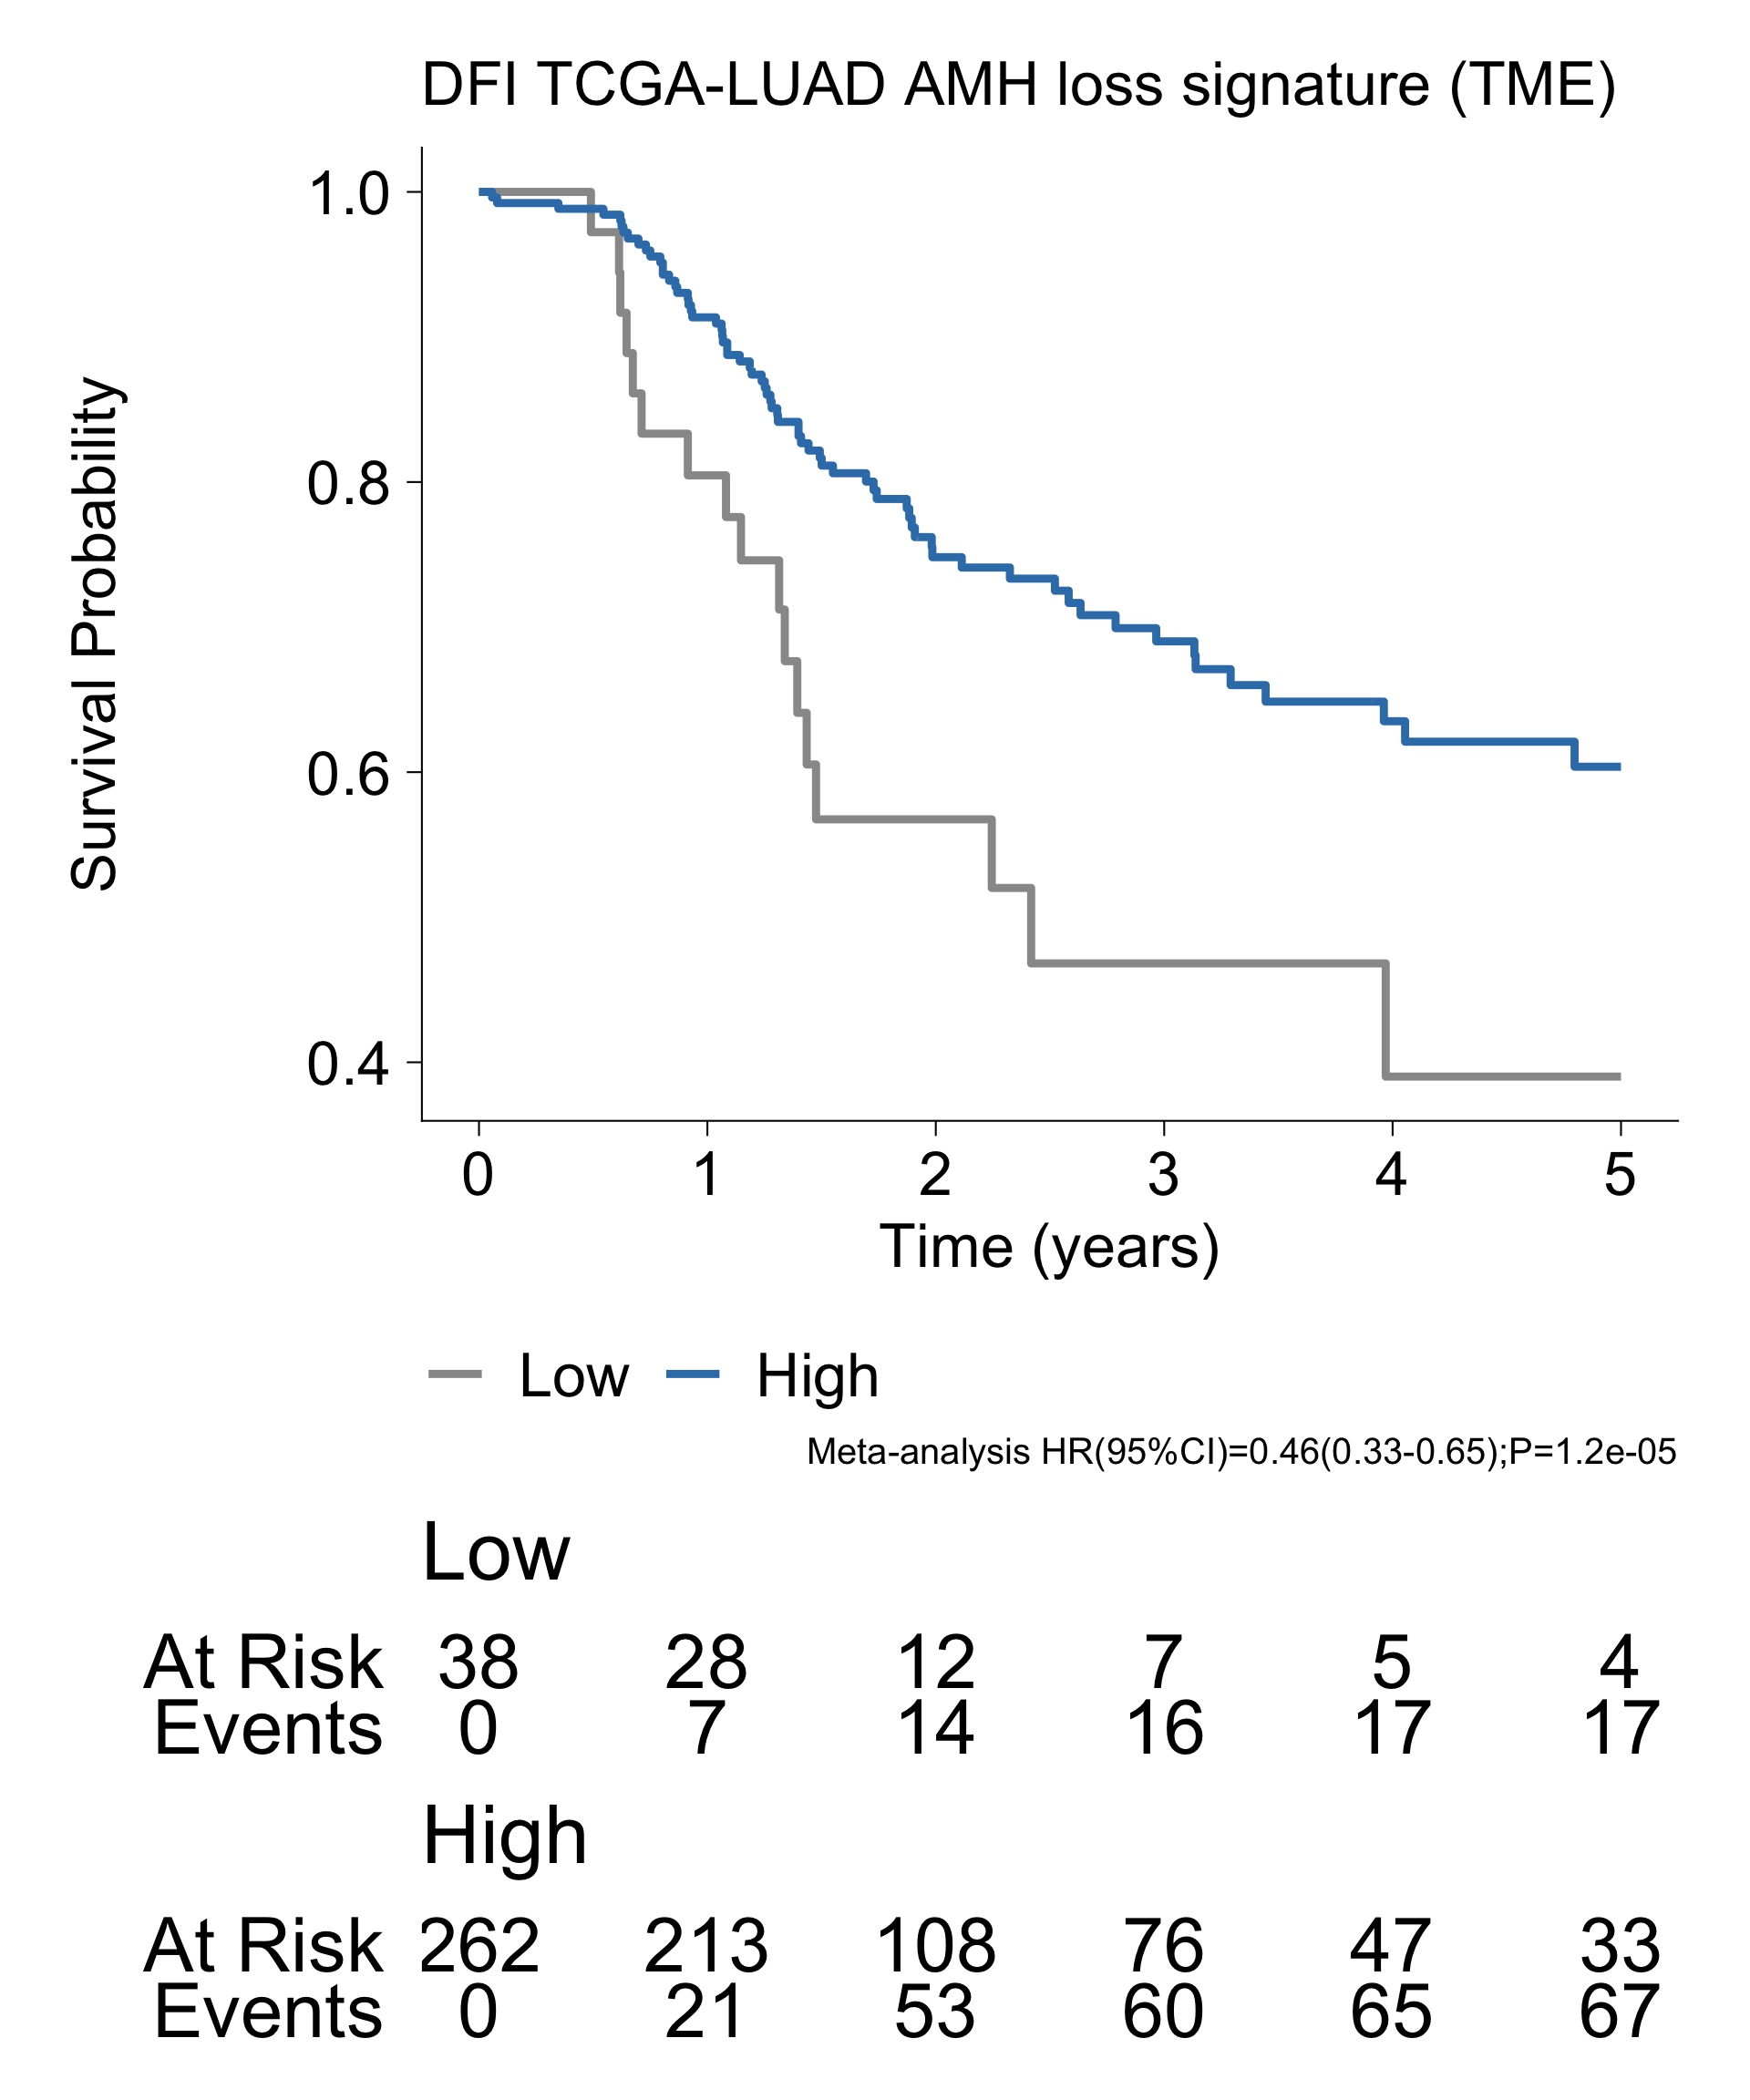 DFI TCGA-LUAD AMH loss signature (TME)
Survival Probability
1.0
0.8
0.6
0.4
0 1 2 3 4 5
Time (years)
Low High
Meta-analysis HR(95%CI)=0.46(0.33-0.65);P=1.2e-05
Low
At Risk 38 28 12 7 5 4
Events 0 7 14 16 17 17
High
At Risk 262 213 108 76 47 33
Events 0 21 53 60 65 67